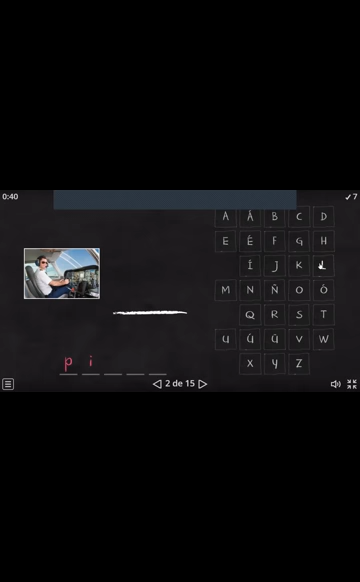 0:40
✓7
A Á B C D
E É F G H
Í J K L
M N Ñ O Ó
Q R S T
U Ú Ü V W
X Y Z
p i _ _ _
2 de 15